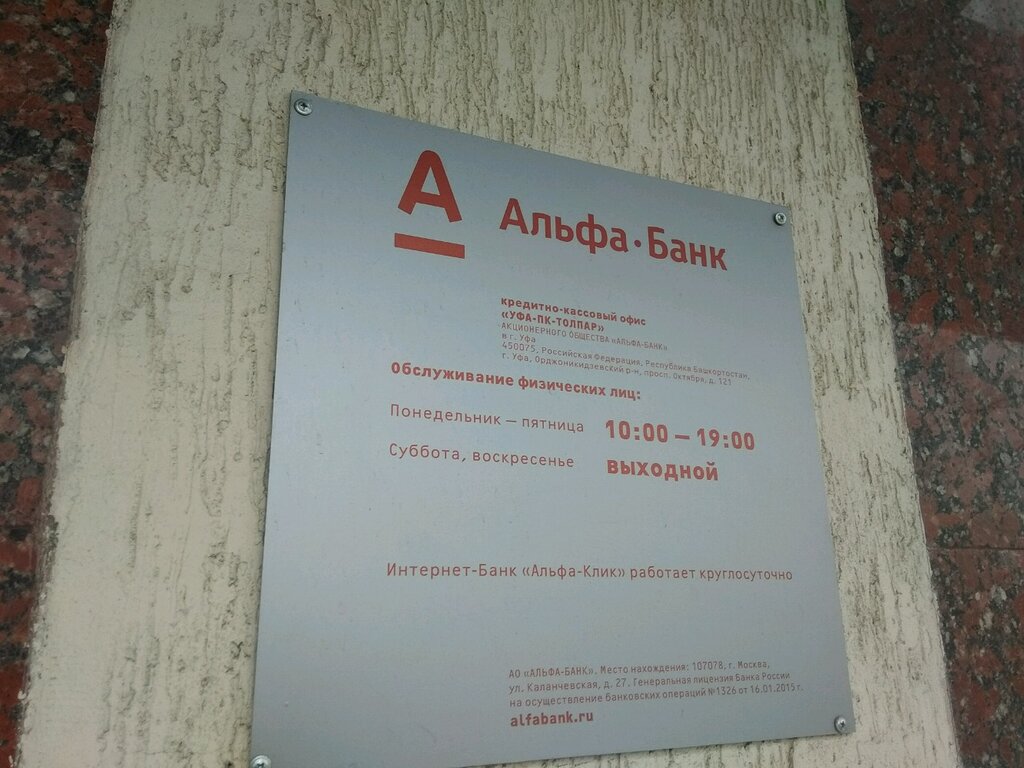 А
Альфа·Банк
кредитно-кассовый офис
«УФА-ПК-ТОЛПАР»
АКЦИОНЕРНОГО ОБЩЕСТВА «АЛЬФА-БАНК»
в г. Уфа
450075, Российская Федерация, Республика Башкортостан,
г. Уфа, Орджоникидзевский р-н, просп. Октября, д. 121
Обслуживание физических лиц:
Понедельник — пятница 10:00 — 19:00
Суббота, воскресенье выходной
Интернет-Банк «Альфа-Клик» работает круглосуточно
АО «АЛЬФА-БАНК». Место нахождения: 107078, г. Москва,
ул. Каланчевская, д. 27. Генеральная лицензия Банка России
на осуществление банковских операций №1326 от 16.01.2015 г.
alfabank.ru